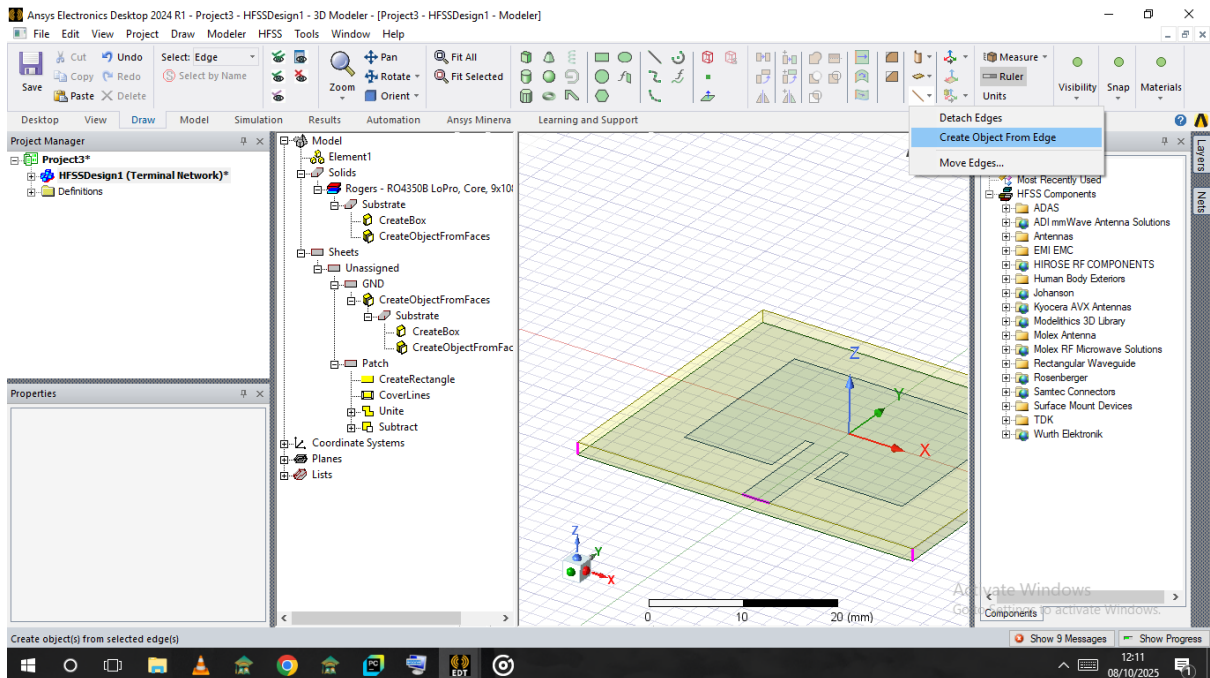 Ansys Electronics Desktop 2024 R1 - Project3 - HFSSDesign1 - 3D Modeler - [Project3 - HFSSDesign1 - Modeler]
File Edit View Project Draw Modeler HFSS Tools Window Help
Save
Cut
Copy
Paste
Undo
Redo
Delete
Select: Edge
Select by Name
Zoom
Pan
Rotate
Orient
Fit All
Fit Selected
Measure
Ruler
Units
Visibility
Snap
Materials
Desktop View Draw Model Simulation Results Automation Ansys Minerva Learning and Support
Detach Edges
Create Object From Edge
Move Edges...
Project Manager
Project3*
HFSSDesign1 (Terminal Network)*
Definitions
Properties
Model
Element1
Solids
Rogers - RO4350B LoPro, Core, 9x10
Substrate
CreateBox
CreateObjectFromFaces
Sheets
Unassigned
GND
CreateObjectFromFaces
Substrate
CreateBox
CreateObjectFromFac
Patch
CreateRectangle
CoverLines
Unite
Subtract
Coordinate Systems
Planes
Lists
Z
Y
X
Z
Y
X
0 10 20 (mm)
Most Recently Used
HFSS Components
ADAS
ADI mmWave Antenna Solutions
Antennas
EMI EMC
HIROSE RF COMPONENTS
Human Body Exteriors
Johanson
Kyocera AVX Antennas
Modelithics 3D Library
Molex Antenna
Molex RF Microwave Solutions
Rectangular Waveguide
Rosenberger
Samtec Connectors
Surface Mount Devices
TDK
Wurth Elektronik
Layers
Nets
Activate Windows
Go to Settings to activate Windows.
Components
Create object(s) from selected edge(s)
Show 9 Messages
Show Progress
PC
EDT
12:11
08/10/2025
1